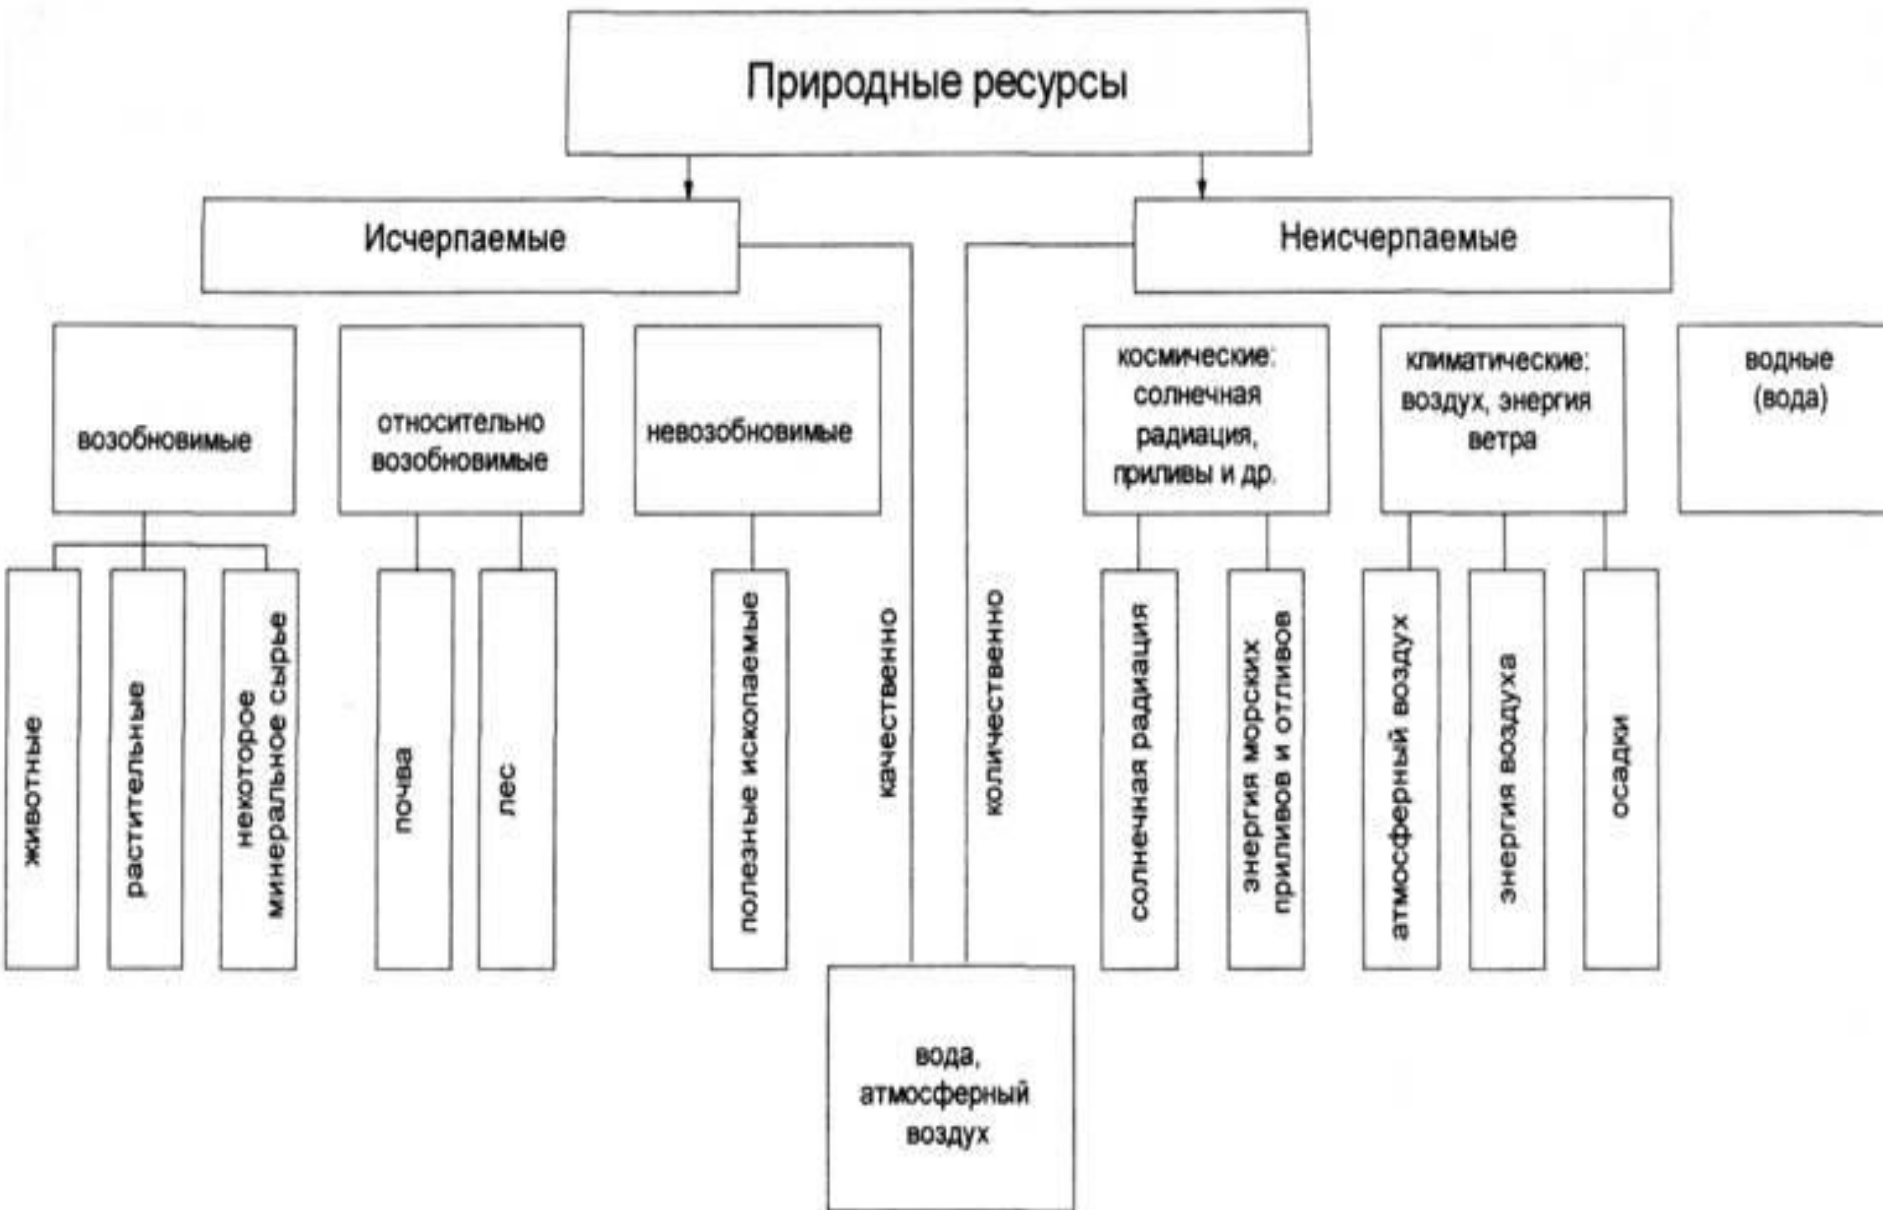 Природные ресурсы
Исчерпаемые
Неисчерпаемые
возобновимые
относительно
возобновимые
невозобновимые
космические:
солнечная
радиация,
приливы и др.
климатические:
воздух, энергия
ветра
водные
(вода)
животные
растительные
некоторое
минеральное сырье
почва
лес
полезные ископаемые
качественно
количественно
солнечная радиация
энергия морских
приливов и отливов
атмосферный воздух
энергия воздуха
осадки
вода,
атмосферный
воздух